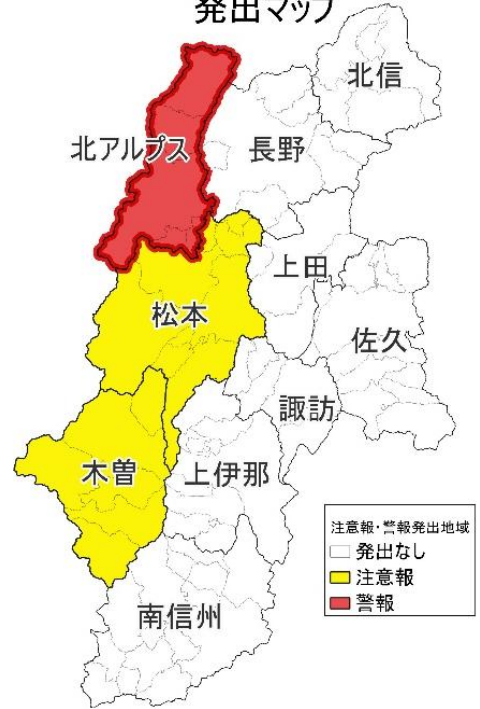 発出マップ
北信
北アルプス
長野
上田
松本
佐久
諏訪
木曽
上伊那
南信州
注意報・警報発出地域
発出なし
注意報
警報